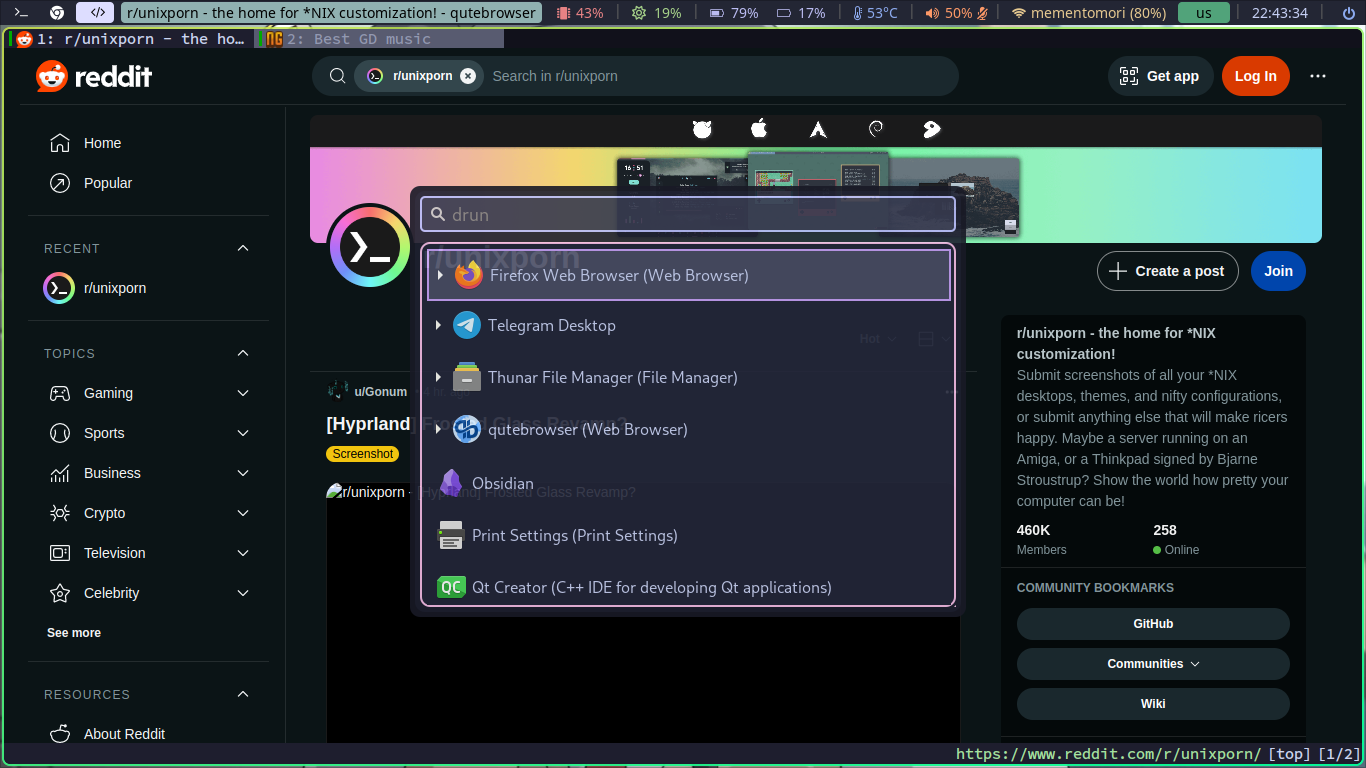 r/unixporn - the home for *NIX customization! - qutebrowser 43% 19% 79% 17% 53°C 50% mementomori (80%) us 22:43:34
1: r/unixporn - the ho... 2: Best GD music
reddit r/unixporn Search in r/unixporn Get app Log In
Home
Popular
RECENT
r/unixporn
TOPICS
Gaming
Sports
Business
Crypto
Television
Celebrity
See more
RESOURCES
About Reddit
r/unixporn
Create a post Join
Hot
u/Gonum
[Hyprland] Frosted Glass Revamp?
Screenshot
r/unixporn - [Hyprland] Frosted Glass Revamp?
drun
Firefox Web Browser (Web Browser)
Telegram Desktop
Thunar File Manager (File Manager)
qutebrowser (Web Browser)
Obsidian
Print Settings (Print Settings)
QC Qt Creator (C++ IDE for developing Qt applications)
r/unixporn - the home for *NIX
customization!
Submit screenshots of all your *NIX
desktops, themes, and nifty configurations,
or submit anything else that will make ricers
happy. Maybe a server running on an
Amiga, or a Thinkpad signed by Bjarne
Stroustrup? Show the world how pretty your
computer can be!
460K 258
Members Online
COMMUNITY BOOKMARKS
GitHub
Communities
Wiki
https://www.reddit.com/r/unixporn/ [top] [1/2]